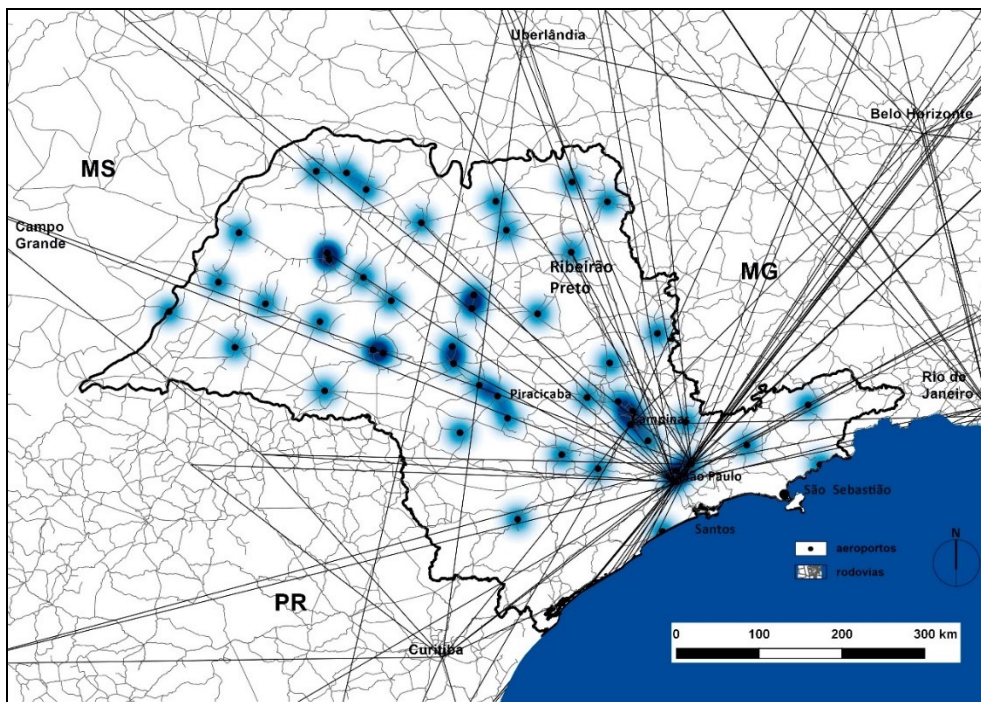 Uberlândia
Belo Horizonte
MS
Campo
Grande
Ribeirão
Preto
MG
Rio de
Janeiro
Piracicaba
Campinas
São Paulo
São Sebastião
Santos
N
aeroportos
rodovias
PR
Curitiba
0 100 200 300 km